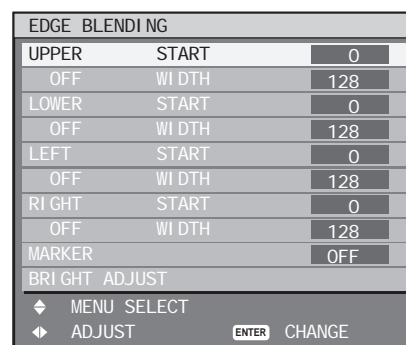 EDGE BLENDING
UPPER START 0
OFF WIDTH 128
LOWER START 0
OFF WIDTH 128
LEFT START 0
OFF WIDTH 128
RIGHT START 0
OFF WIDTH 128
MARKER OFF
BRIGHT ADJUST
MENU SELECT
ADJUST ENTER CHANGE